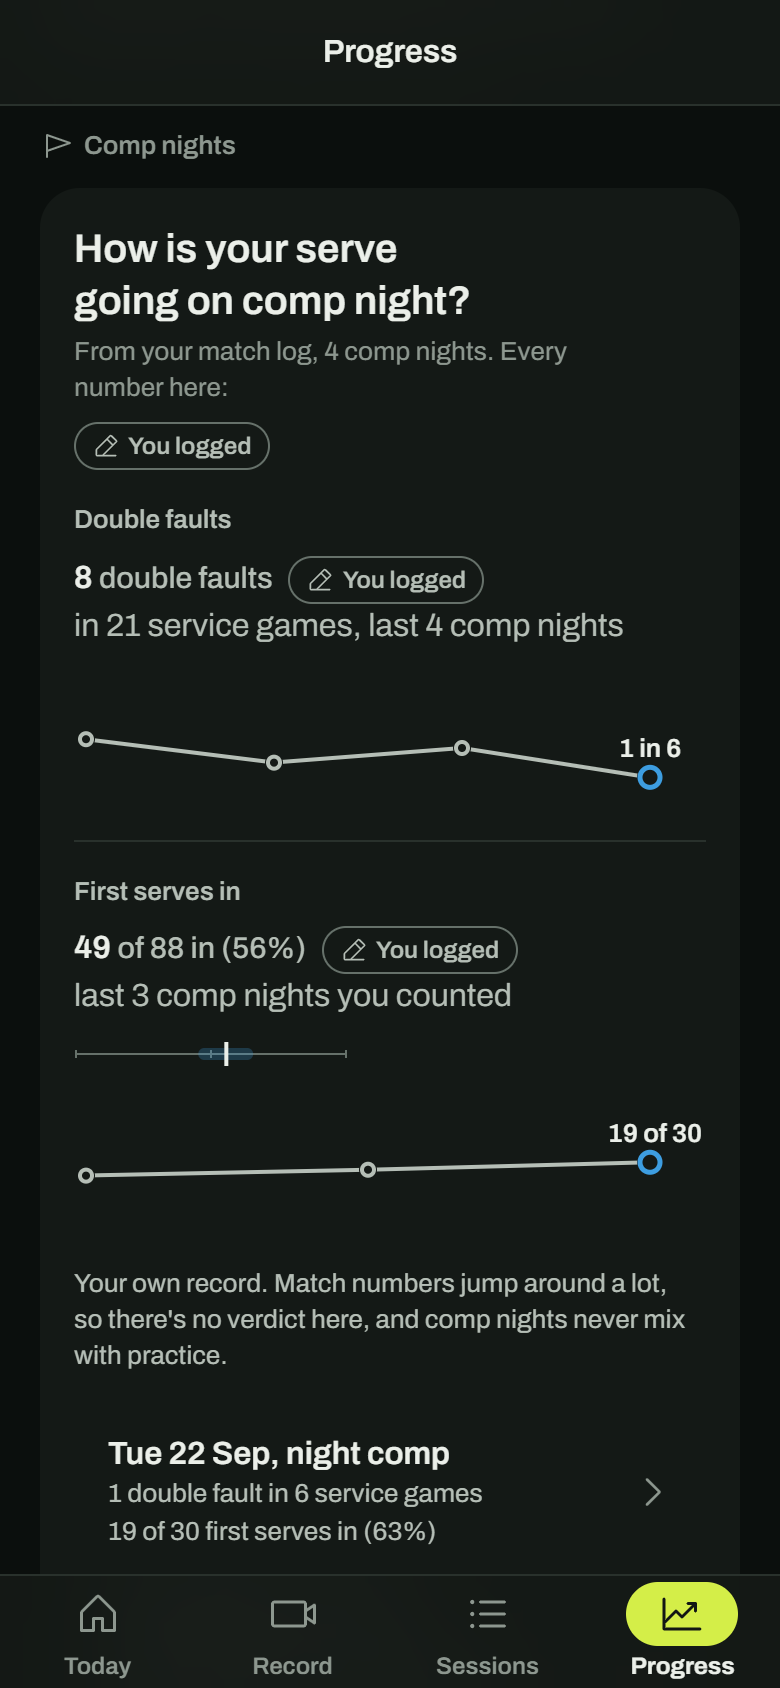 Progress
Comp nights
How is your serve
going on comp night?
From your match log, 4 comp nights. Every
number here:
You logged
Double faults
8 double faults You logged
in 21 service games, last 4 comp nights
1 in 6
First serves in
49 of 88 in (56%) You logged
last 3 comp nights you counted
19 of 30
Your own record. Match numbers jump around a lot,
so there's no verdict here, and comp nights never mix
with practice.
Tue 22 Sep, night comp
1 double fault in 6 service games
19 of 30 first serves in (63%)
Today Record Sessions Progress